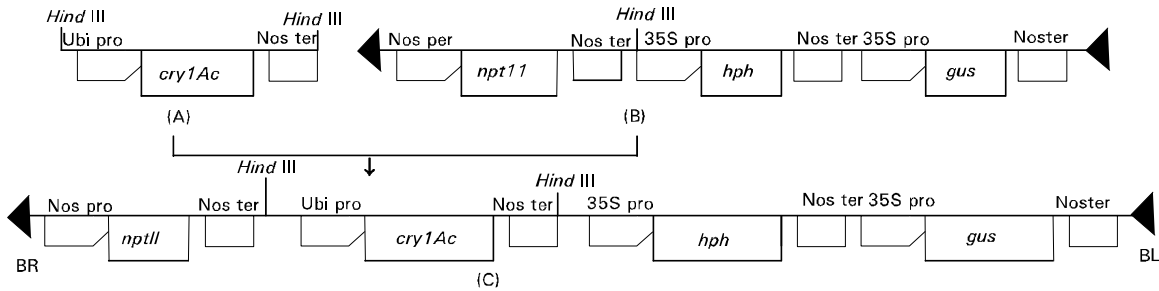 Hind III Hind III Hind III
Ubi pro Nos ter Nos per Nos ter 35S pro Nos ter 35S pro Noster
cry1Ac npt11 hph gus
(A) (B)
Hind III Hind III
Nos pro Nos ter Ubi pro Nos ter 35S pro Nos ter 35S pro Noster
nptII cry1Ac hph gus
BR (C) BL